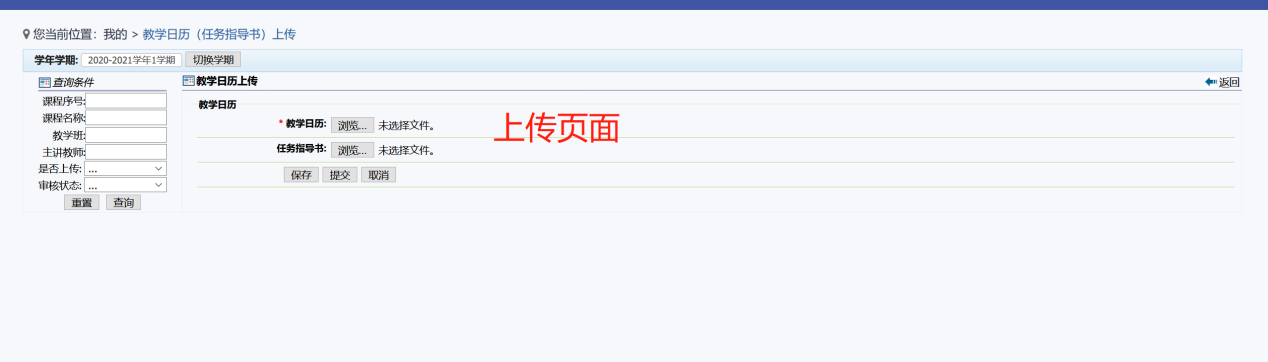 您当前位置：我的 > 教学日历（任务指导书）上传
学年学期: 2020-2021学年1学期 切换学期
查询条件
课程序号:
课程名称:
教学班:
主讲教师:
是否上传: ...
审核状态: ...
重置 查询
教学日历上传 返回
教学日历
* 教学日历: 浏览... 未选择文件。
上传页面
任务指导书: 浏览... 未选择文件。
保存 提交 取消